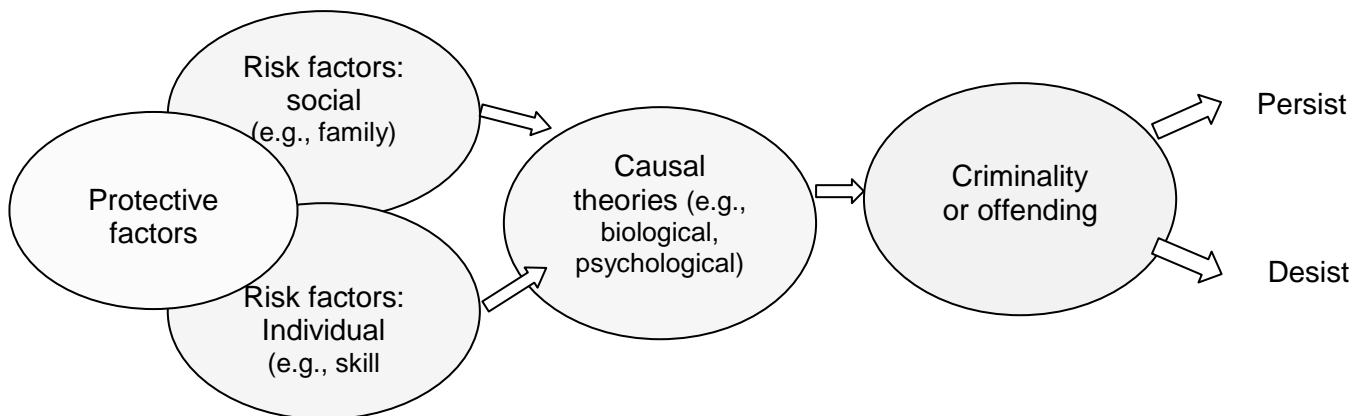 Protective
factors
Risk factors:
social
(e.g., family)
Risk factors:
Individual
(e.g., skill
Causal
theories (e.g.,
biological,
psychological)
Criminality
or offending
Persist
Desist